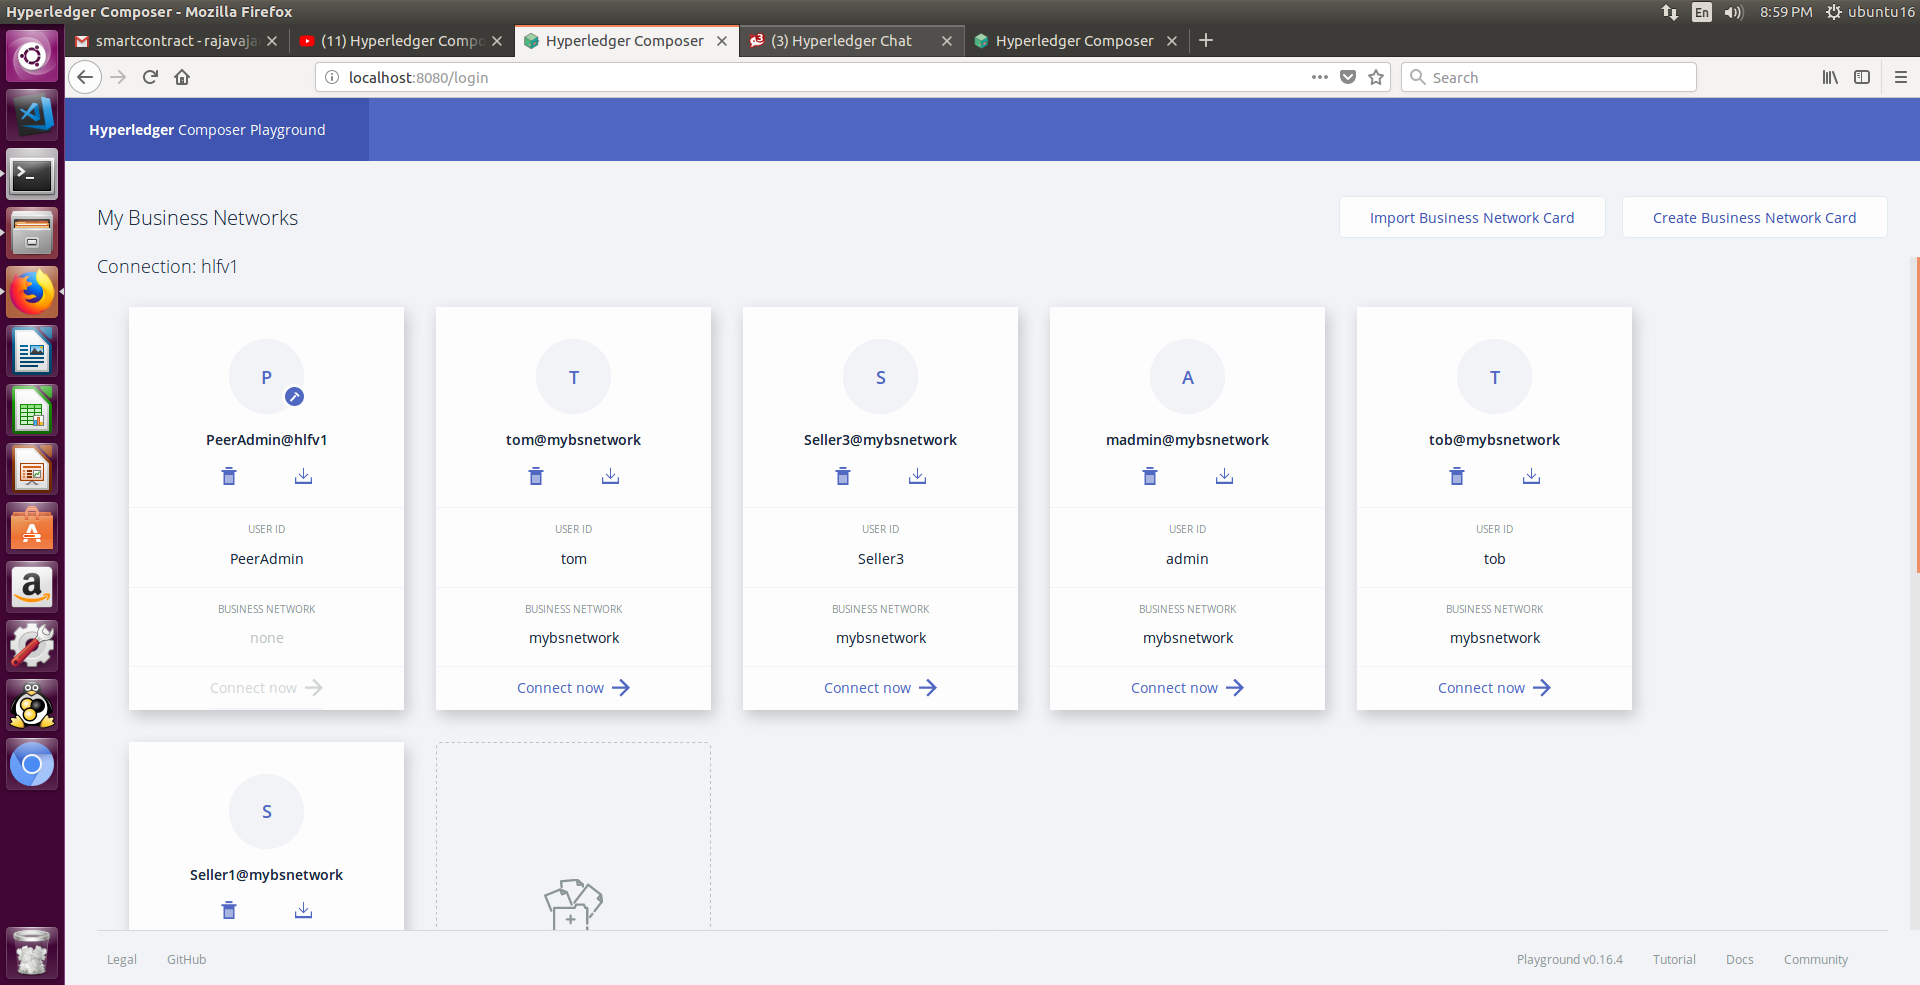 Hyperledger Composer - Mozilla Firefox
En
8:59 PM
ubuntu16
smartcontract - rajavaja
(11) Hyperledger Compo
Hyperledger Composer
(3) Hyperledger Chat
Hyperledger Composer
localhost:8080/login
Search
Hyperledger Composer Playground
My Business Networks
Import Business Network Card
Create Business Network Card
Connection: hlfv1
P
T
S
A
T
PeerAdmin@hlfv1
tom@mybsnetwork
Seller3@mybsnetwork
madmin@mybsnetwork
tob@mybsnetwork
USER ID
USER ID
USER ID
USER ID
USER ID
PeerAdmin
tom
Seller3
admin
tob
BUSINESS NETWORK
BUSINESS NETWORK
BUSINESS NETWORK
BUSINESS NETWORK
BUSINESS NETWORK
none
mybsnetwork
mybsnetwork
mybsnetwork
mybsnetwork
Connect now
Connect now
Connect now
Connect now
Connect now
S
Seller1@mybsnetwork
Legal
GitHub
Playground v0.16.4
Tutorial
Docs
Community